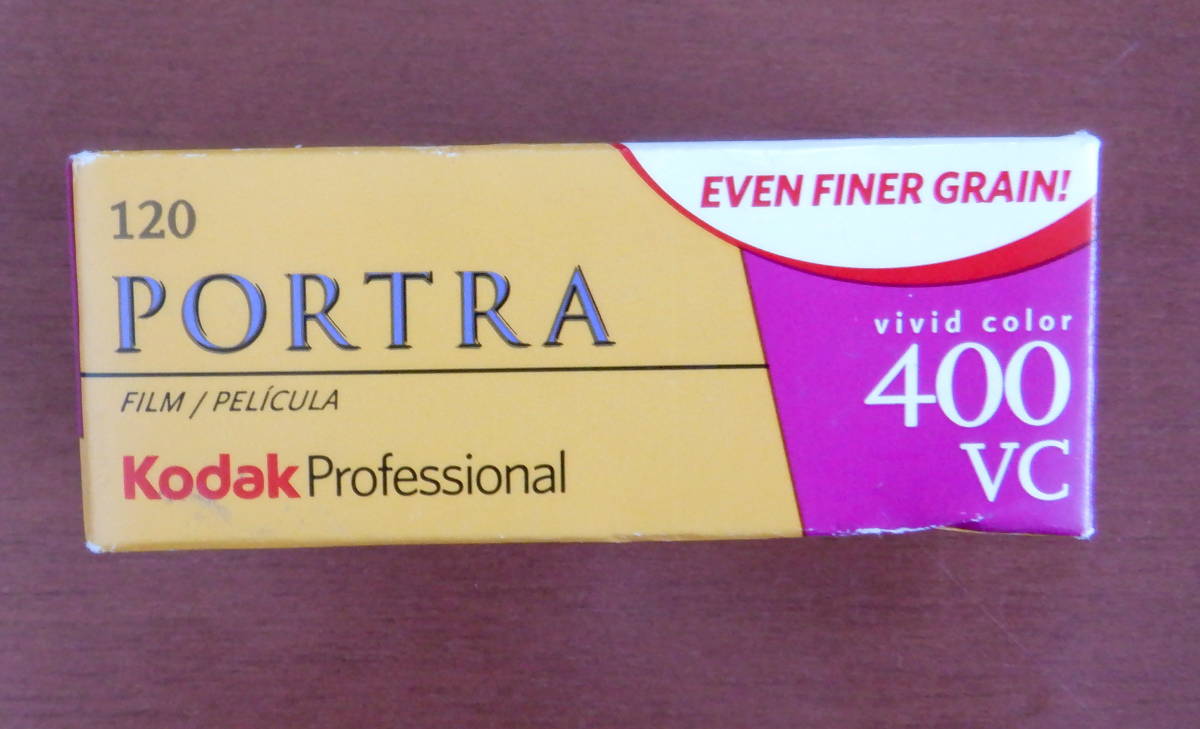 120
PORTRA
FILM / PELÍCULA
Kodak Professional
EVEN FINER GRAIN!
vivid color
400
VC